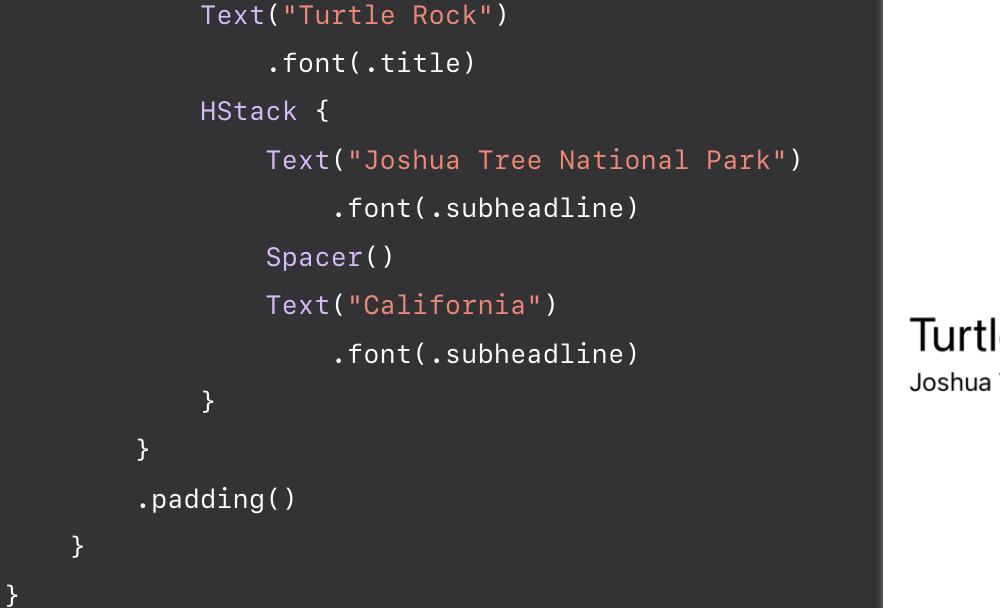 Text("Turtle Rock")
.font(.title)
HStack {
Text("Joshua Tree National Park")
.font(.subheadline)
Spacer()
Text("California")
.font(.subheadline)
}
}
.padding()
}
}
Joshua